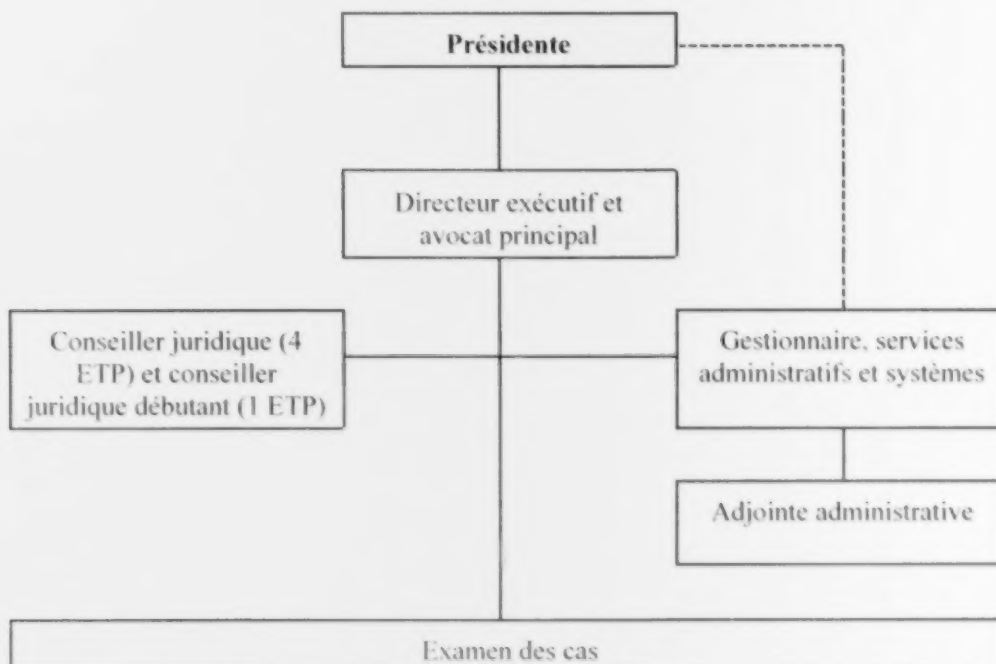 Présidente
Directeur exécutif et
avocat principal
Conseiller juridique (4
ETP) et conseiller
juridique débutant (1 ETP)
Gestionnaire, services
administratifs et systèmes
Adjointe administrative
Examen des cas